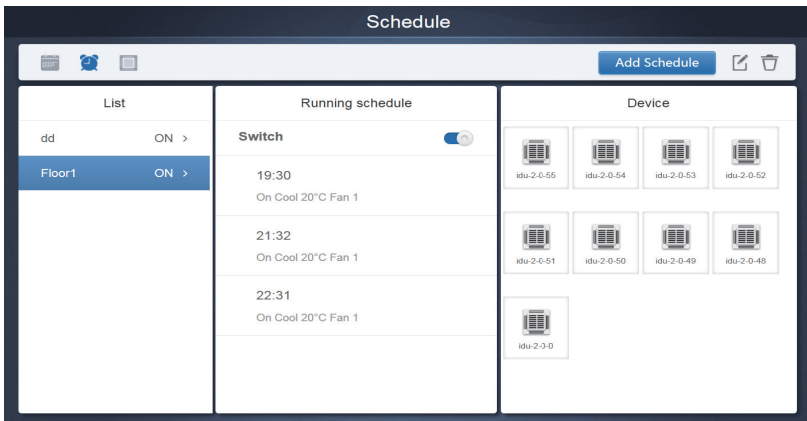 Schedule
Add Schedule
List
Running schedule
Device
dd ON >
Floor1 ON >
Switch
19:30
On Cool 20°C Fan 1
21:32
On Cool 20°C Fan 1
22:31
On Cool 20°C Fan 1
idu-2-0-55 idu-2-0-54 idu-2-0-53 idu-2-0-52
idu-2-0-51 idu-2-0-50 idu-2-0-49 idu-2-0-48
idu-2-0-0